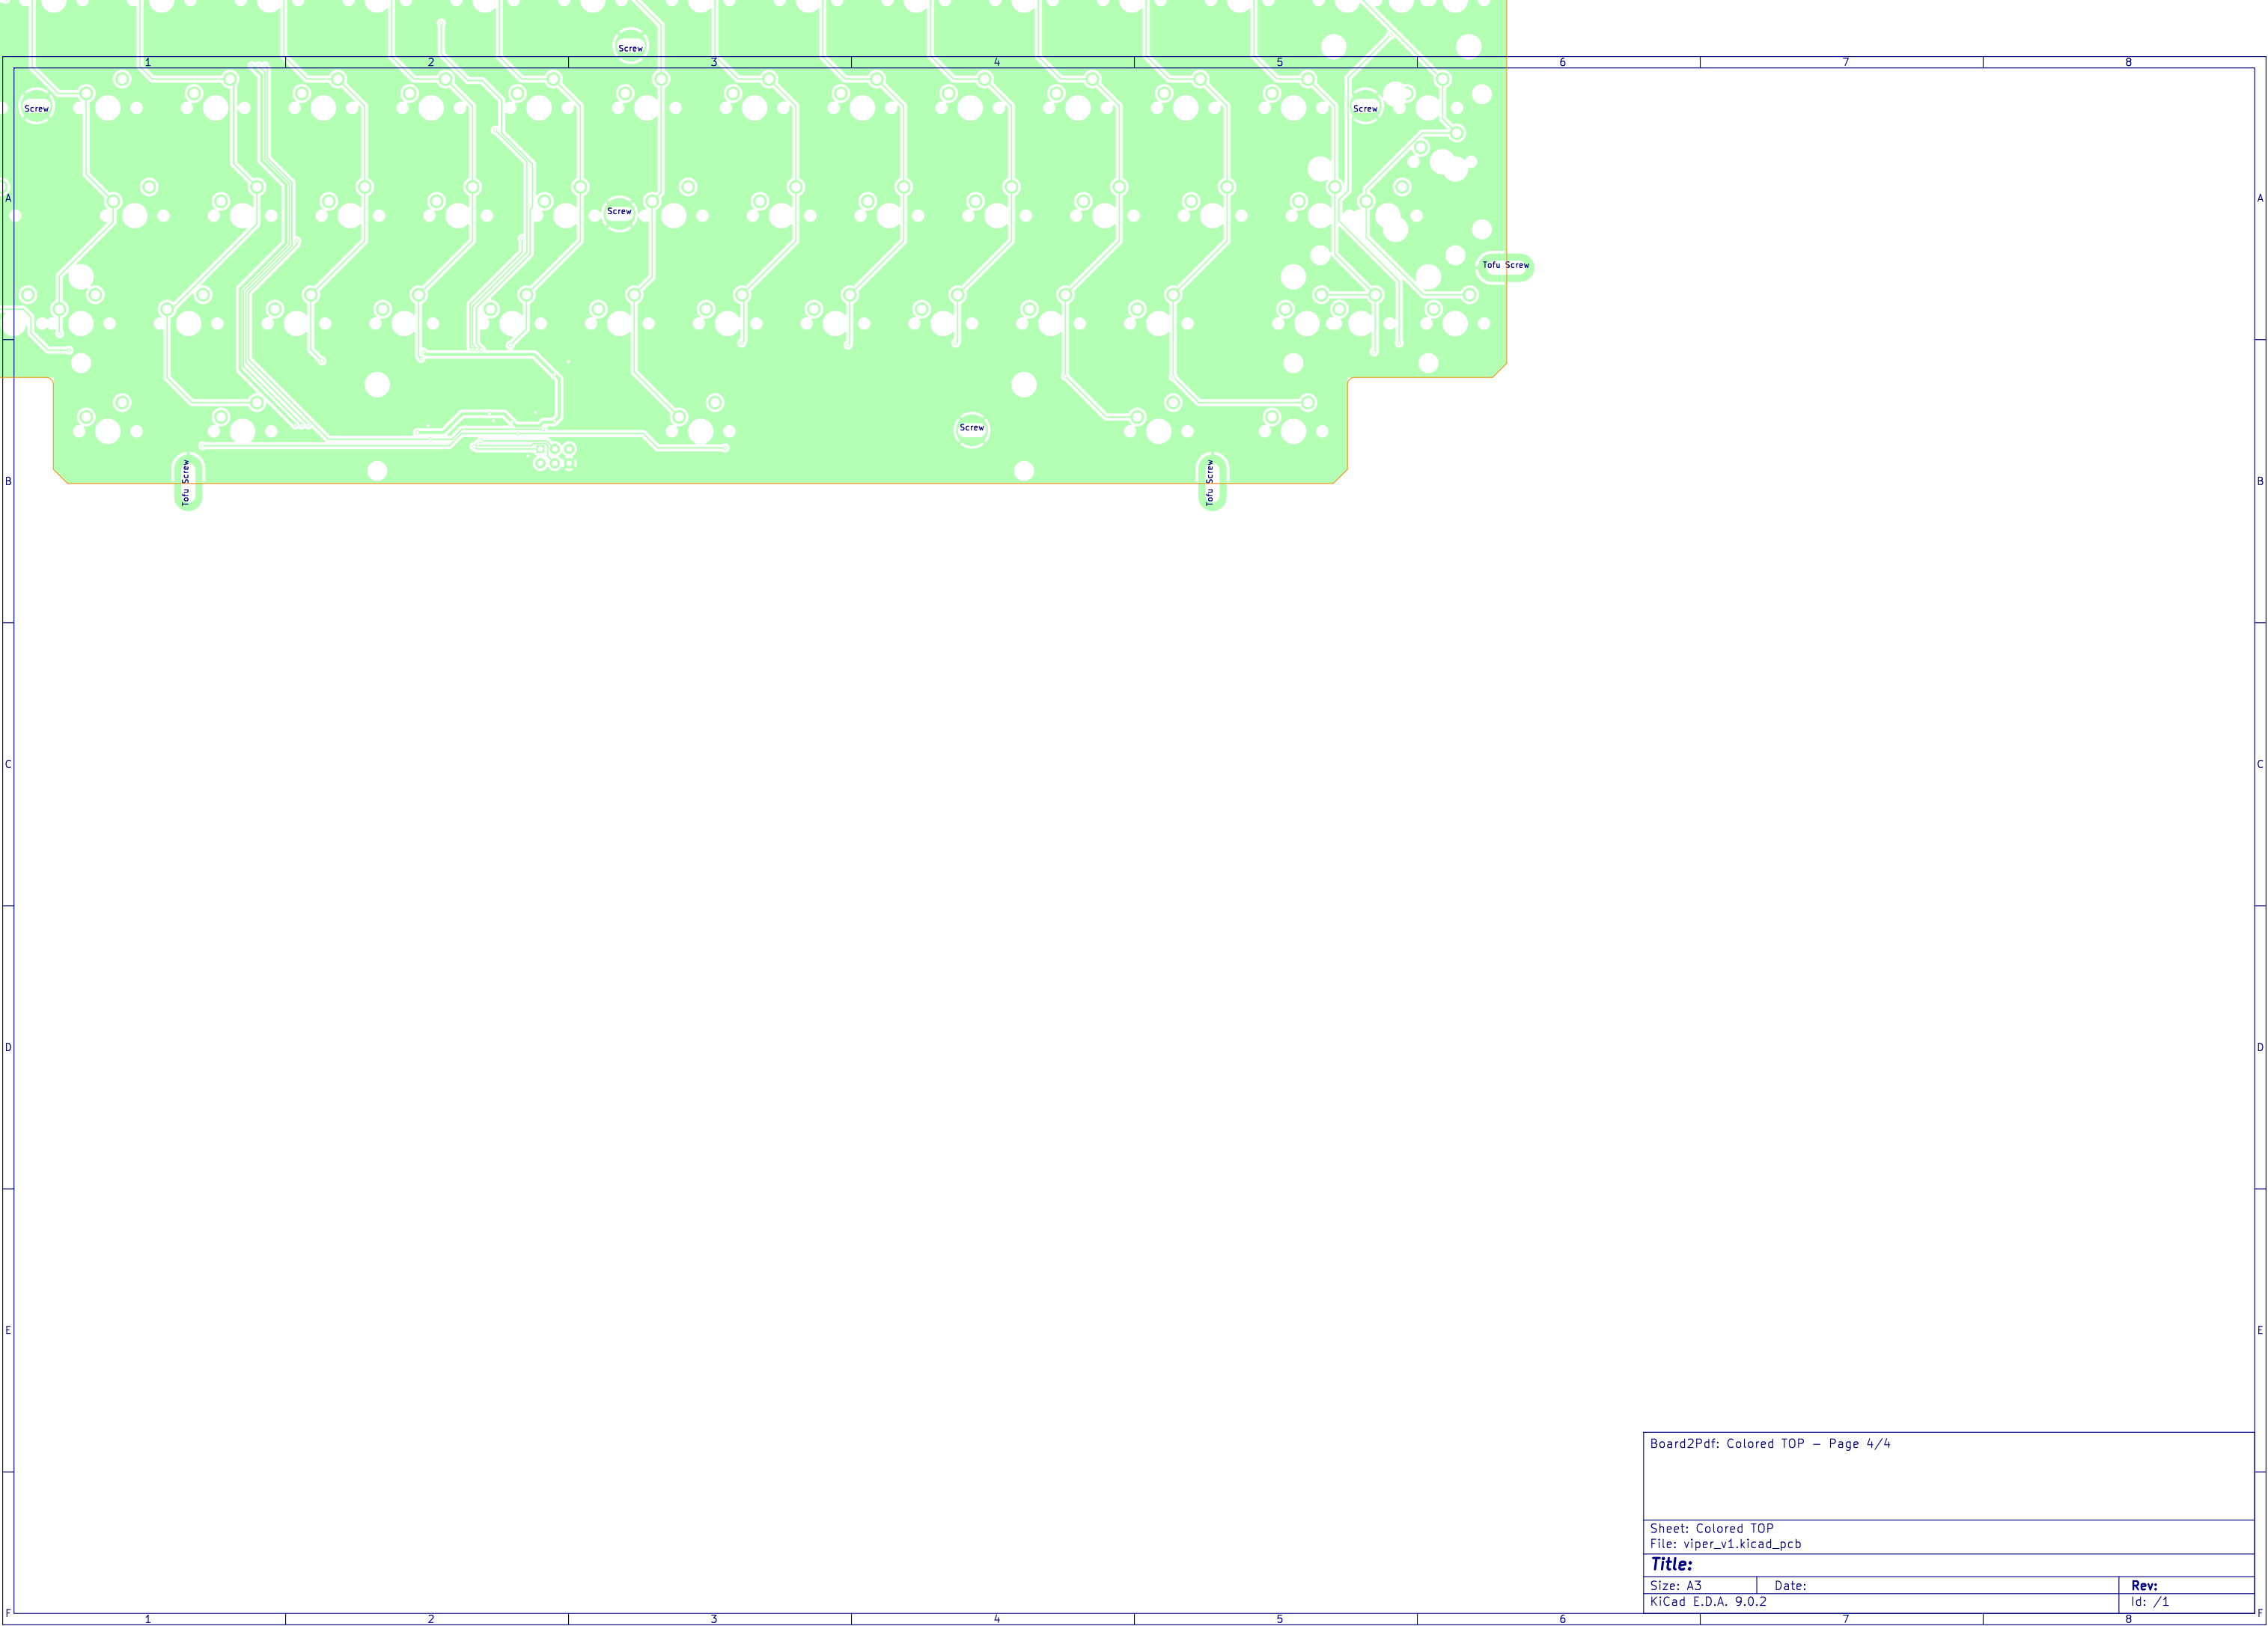 Screw
1 2 3 4 5 6 7 8
Screw
Screw
A A
Screw
Tofu Screw
Screw
Tofu Screw
Tofu Screw
B B
C C
D D
E E
Board2Pdf: Colored TOP – Page 4/4
Sheet: Colored TOP
File: viper_v1.kicad_pcb
Title:
Size: A3 Date: Rev:
KiCad E.D.A. 9.0.2 Id: /1
F F
1 2 3 4 5 6 7 8